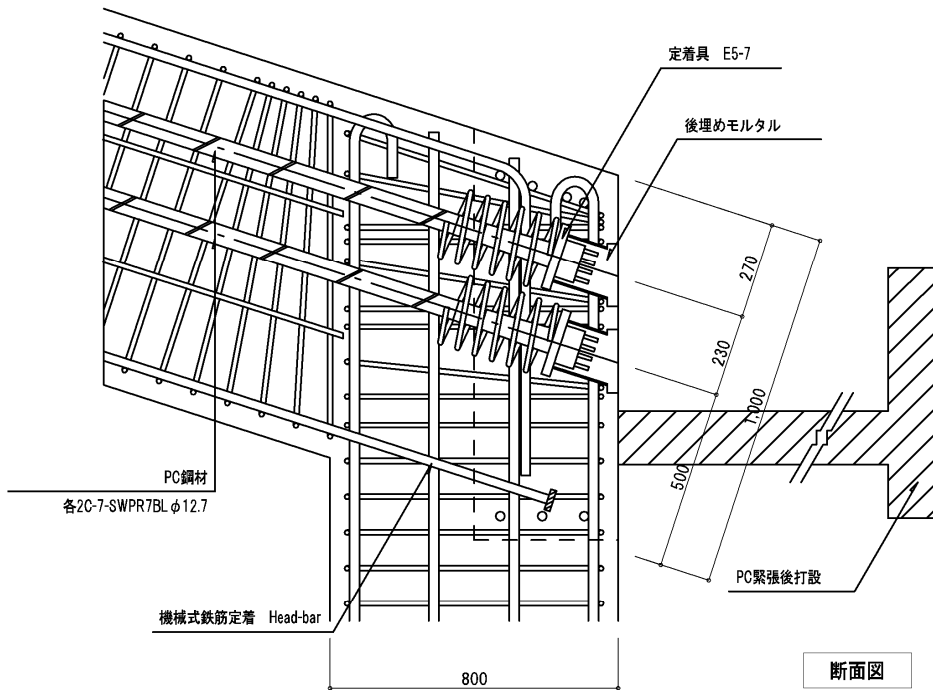 定着具 E5-7
後埋めモルタル
270
230
1,000
500
PC鋼材
各2C-7-SWPR7BLφ12.7
PC緊張後打設
機械式鉄筋定着 Head-bar
800
断面図